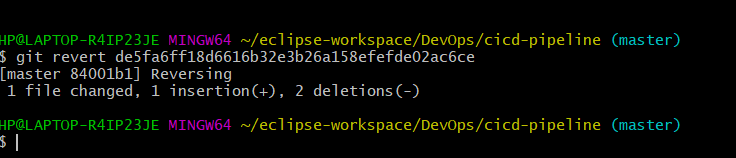 HP@LAPTOP-R4IP23JE MINGW64 ~/eclipse-workspace/DevOps/cicd-pipeline (master)
$ git revert de5fa6ff18d6616b32e3b26a158efefde02ac6ce
[master 84001b1] Reversing
 1 file changed, 1 insertion(+), 2 deletions(-)
HP@LAPTOP-R4IP23JE MINGW64 ~/eclipse-workspace/DevOps/cicd-pipeline (master)
$